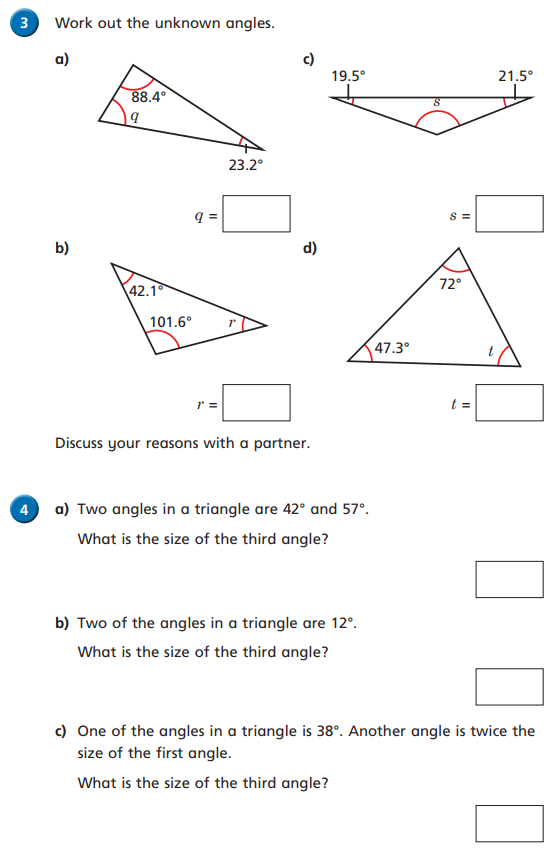 3 Work out the unknown angles.
a)
88.4°
q
23.2°
q =
c)
19.5° 21.5°
s
s =
b)
42.1°
101.6° r
r =
d)
72°
47.3° t
t =
Discuss your reasons with a partner.
4 a) Two angles in a triangle are 42° and 57°.
What is the size of the third angle?
b) Two of the angles in a triangle are 12°.
What is the size of the third angle?
c) One of the angles in a triangle is 38°. Another angle is twice the
size of the first angle.
What is the size of the third angle?